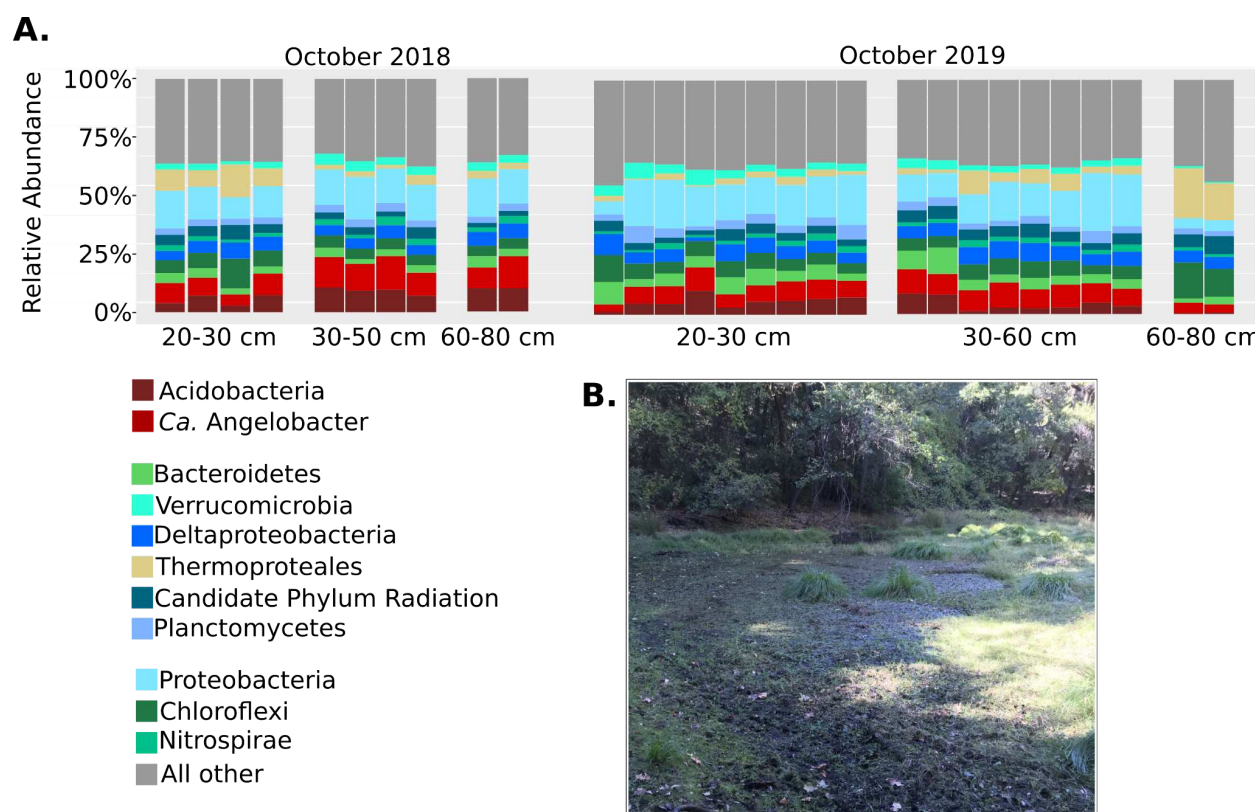 A.
October 2018
October 2019
Relative Abundance
100%
75%
50%
25%
0%
20-30 cm
30-50 cm
60-80 cm
20-30 cm
30-60 cm
60-80 cm
Acidobacteria
Ca. Angelobacter
Bacteroidetes
Verrucomicrobia
Deltaproteobacteria
Thermoproteales
Candidate Phylum Radiation
Planctomycetes
Proteobacteria
Chloroflexi
Nitrospirae
All other
B.